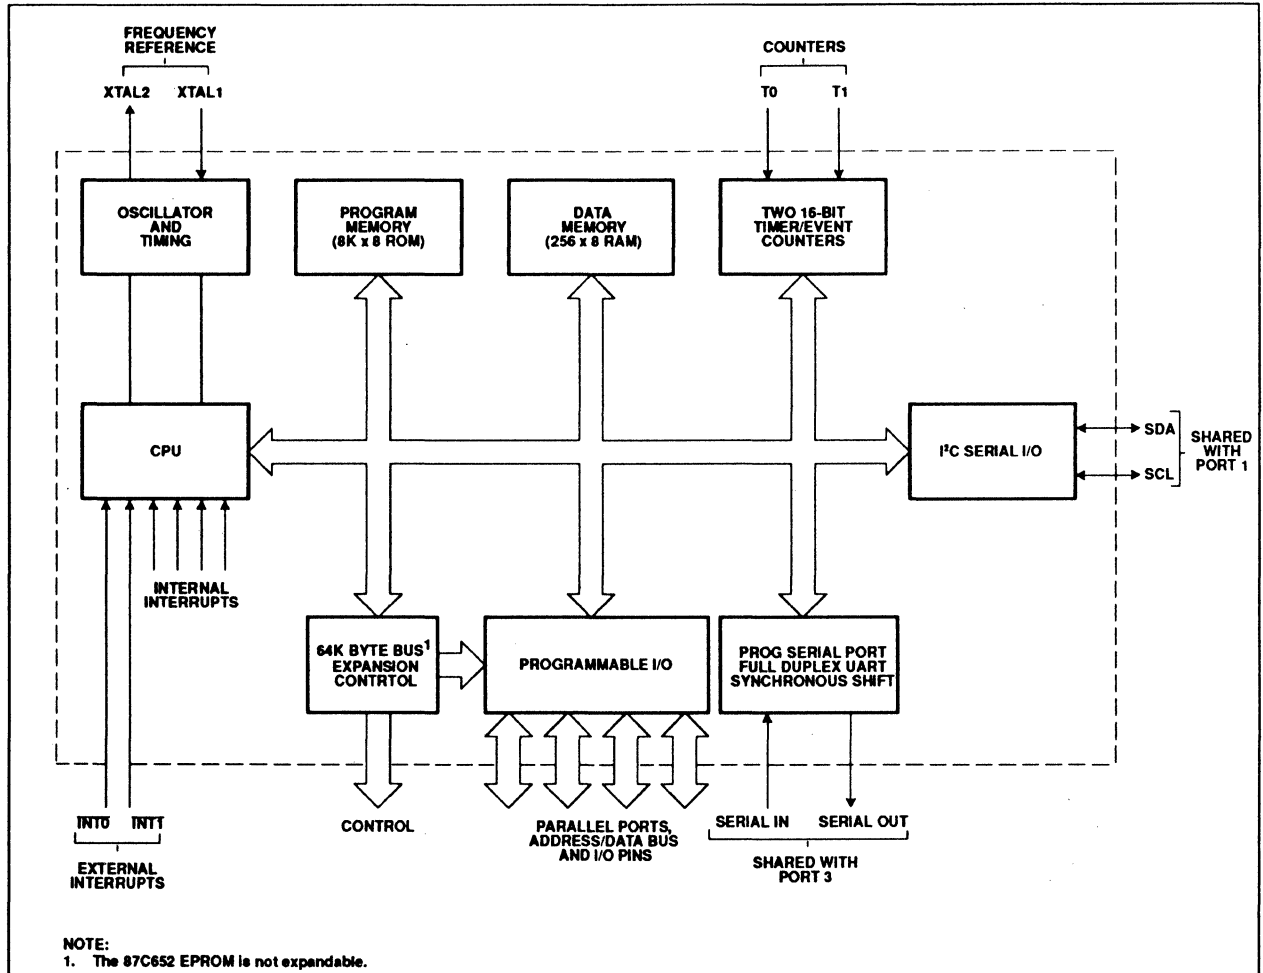 FREQUENCY
REFERENCE
XTAL2 XTAL1
COUNTERS
T0 T1
OSCILLATOR
AND
TIMING
PROGRAM
MEMORY
(8K x 8 ROM)
DATA
MEMORY
(256 x 8 RAM)
TWO 16-BIT
TIMER/EVENT
COUNTERS
CPU
I²C SERIAL I/O
SDA
SCL
SHARED
WITH
PORT 1
INTERNAL
INTERRUPTS
64K BYTE BUS¹
EXPANSION
CONTRTOL
PROGRAMMABLE I/O
PROG SERIAL PORT
FULL DUPLEX UART
SYNCHRONOUS SHIFT
INT0 INT1
EXTERNAL
INTERRUPTS
CONTROL
PARALLEL PORTS,
ADDRESS/DATA BUS
AND I/O PINS
SERIAL IN SERIAL OUT
SHARED WITH
PORT 3
NOTE:
1. The 87C652 EPROM is not expandable.